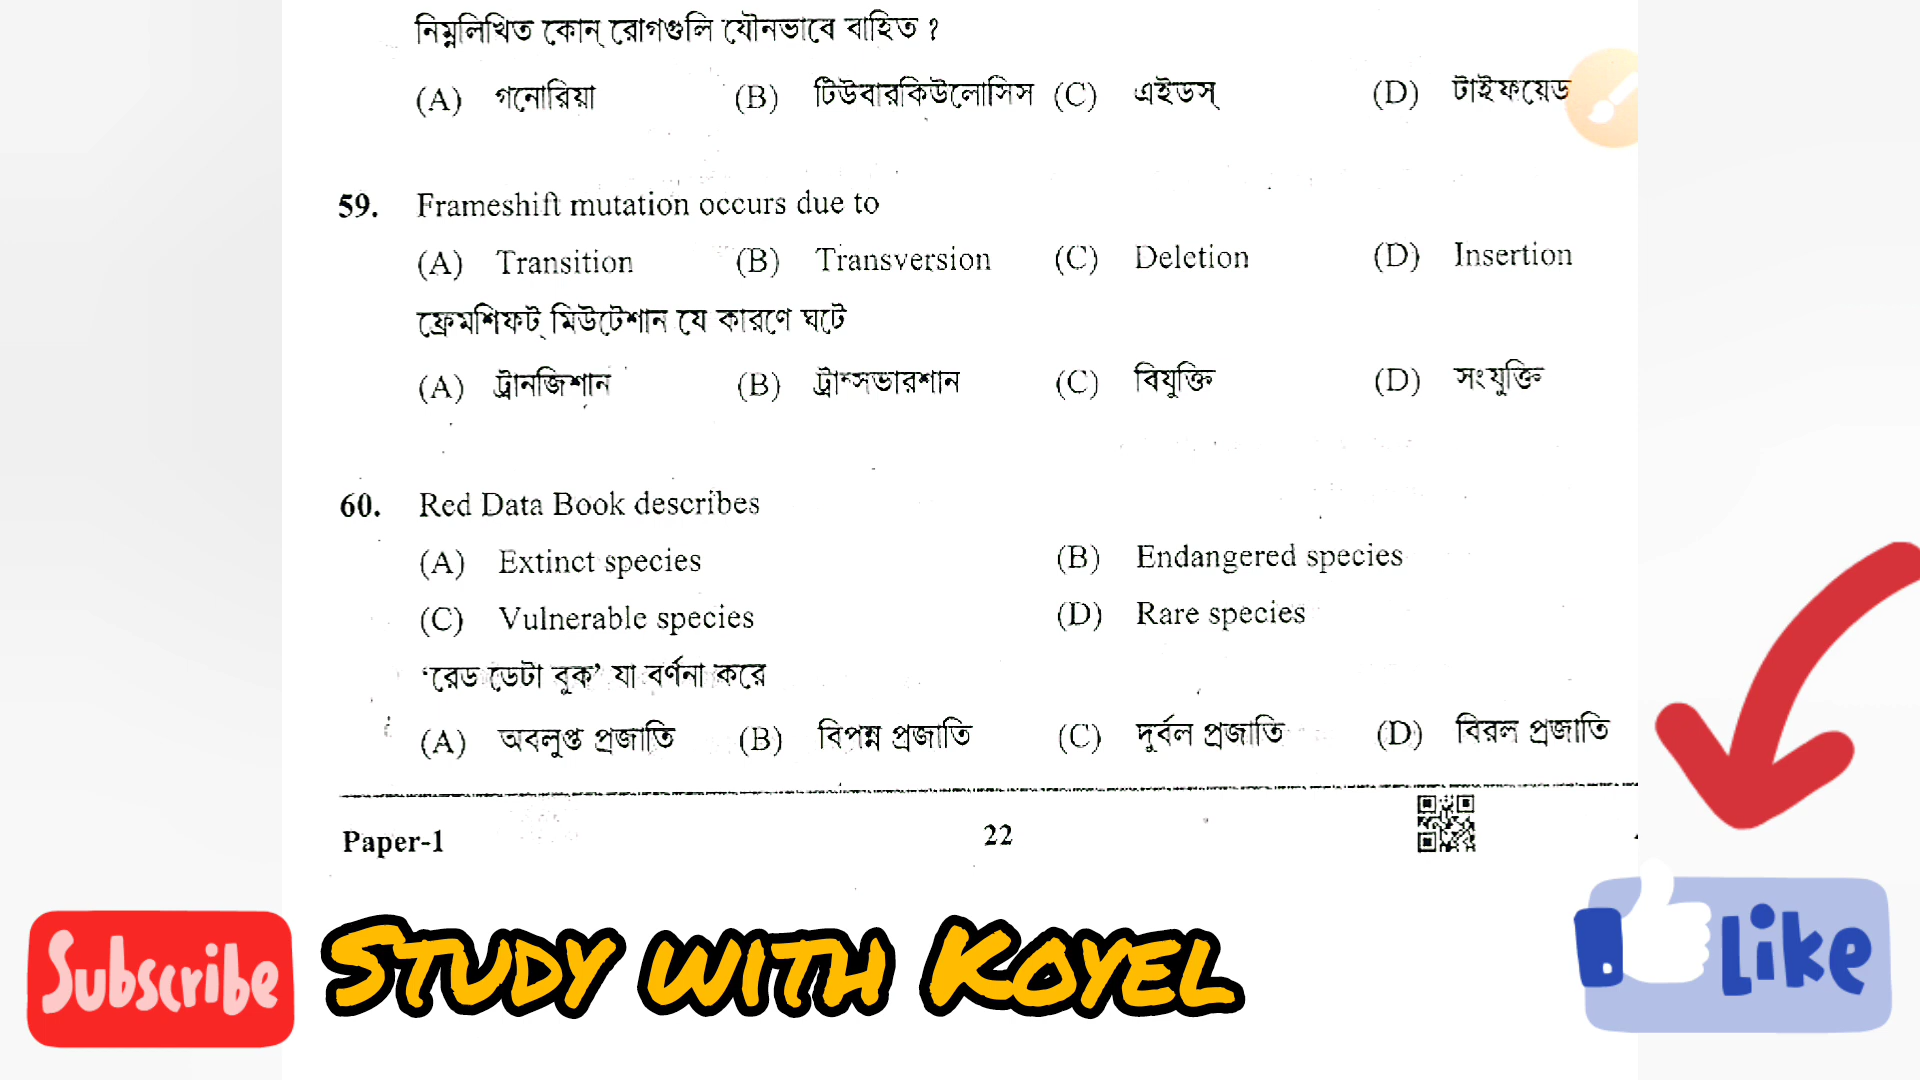 নিম্নলিখিত কোন্ রোগগুলি যৌনভাবে বাহিত ?
(A) গনোরিয়া (B) টিউবারকিউলোসিস (C) এইডস্ (D) টাইফয়েড
59. Frameshift mutation occurs due to
(A) Transition (B) Transversion (C) Deletion (D) Insertion
ফ্রেমশিফট্ মিউটেশান যে কারণে ঘটে
(A) ট্রানজিশান (B) ট্রান্সভারশান (C) বিযুক্তি (D) সংযুক্তি
60. Red Data Book describes
(A) Extinct species (B) Endangered species
(C) Vulnerable species (D) Rare species
‘রেড ডেটা বুক’ যা বর্ণনা করে
(A) অবলুপ্ত প্রজাতি (B) বিপন্ন প্রজাতি (C) দুর্বল প্রজাতি (D) বিরল প্রজাতি
Paper-1 22
Subscribe STUDY WITH KOYEL Like